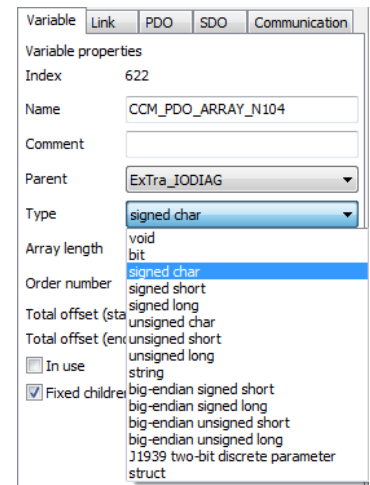 Variable Link PDO SDO Communication
Variable properties
Index 622
Name CCM_PDO_ARRAY_N104
Comment
Parent ExTra_IODIAG
Type signed char
Array length
Order number
Total offset (sta
Total offset (end
In use
Fixed children
void
bit
signed char
signed short
signed long
unsigned char
unsigned short
unsigned long
string
big-endian signed short
big-endian signed long
big-endian unsigned short
big-endian unsigned long
J1939 two-bit discrete parameter
struct